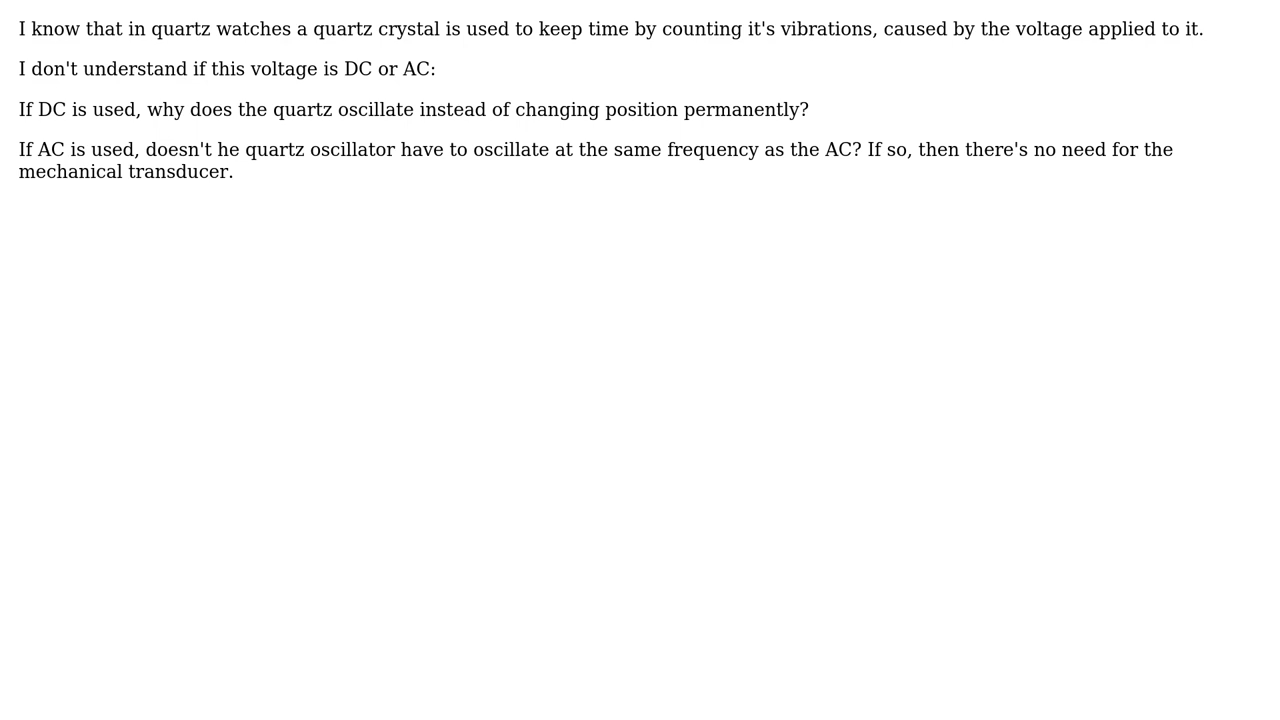 I know that in quartz watches a quartz crystal is used to keep time by counting it's vibrations, caused by the voltage applied to it.
I don't understand if this voltage is DC or AC:
If DC is used, why does the quartz oscillate instead of changing position permanently?
If AC is used, doesn't he quartz oscillator have to oscillate at the same frequency as the AC? If so, then there's no need for the
mechanical transducer.